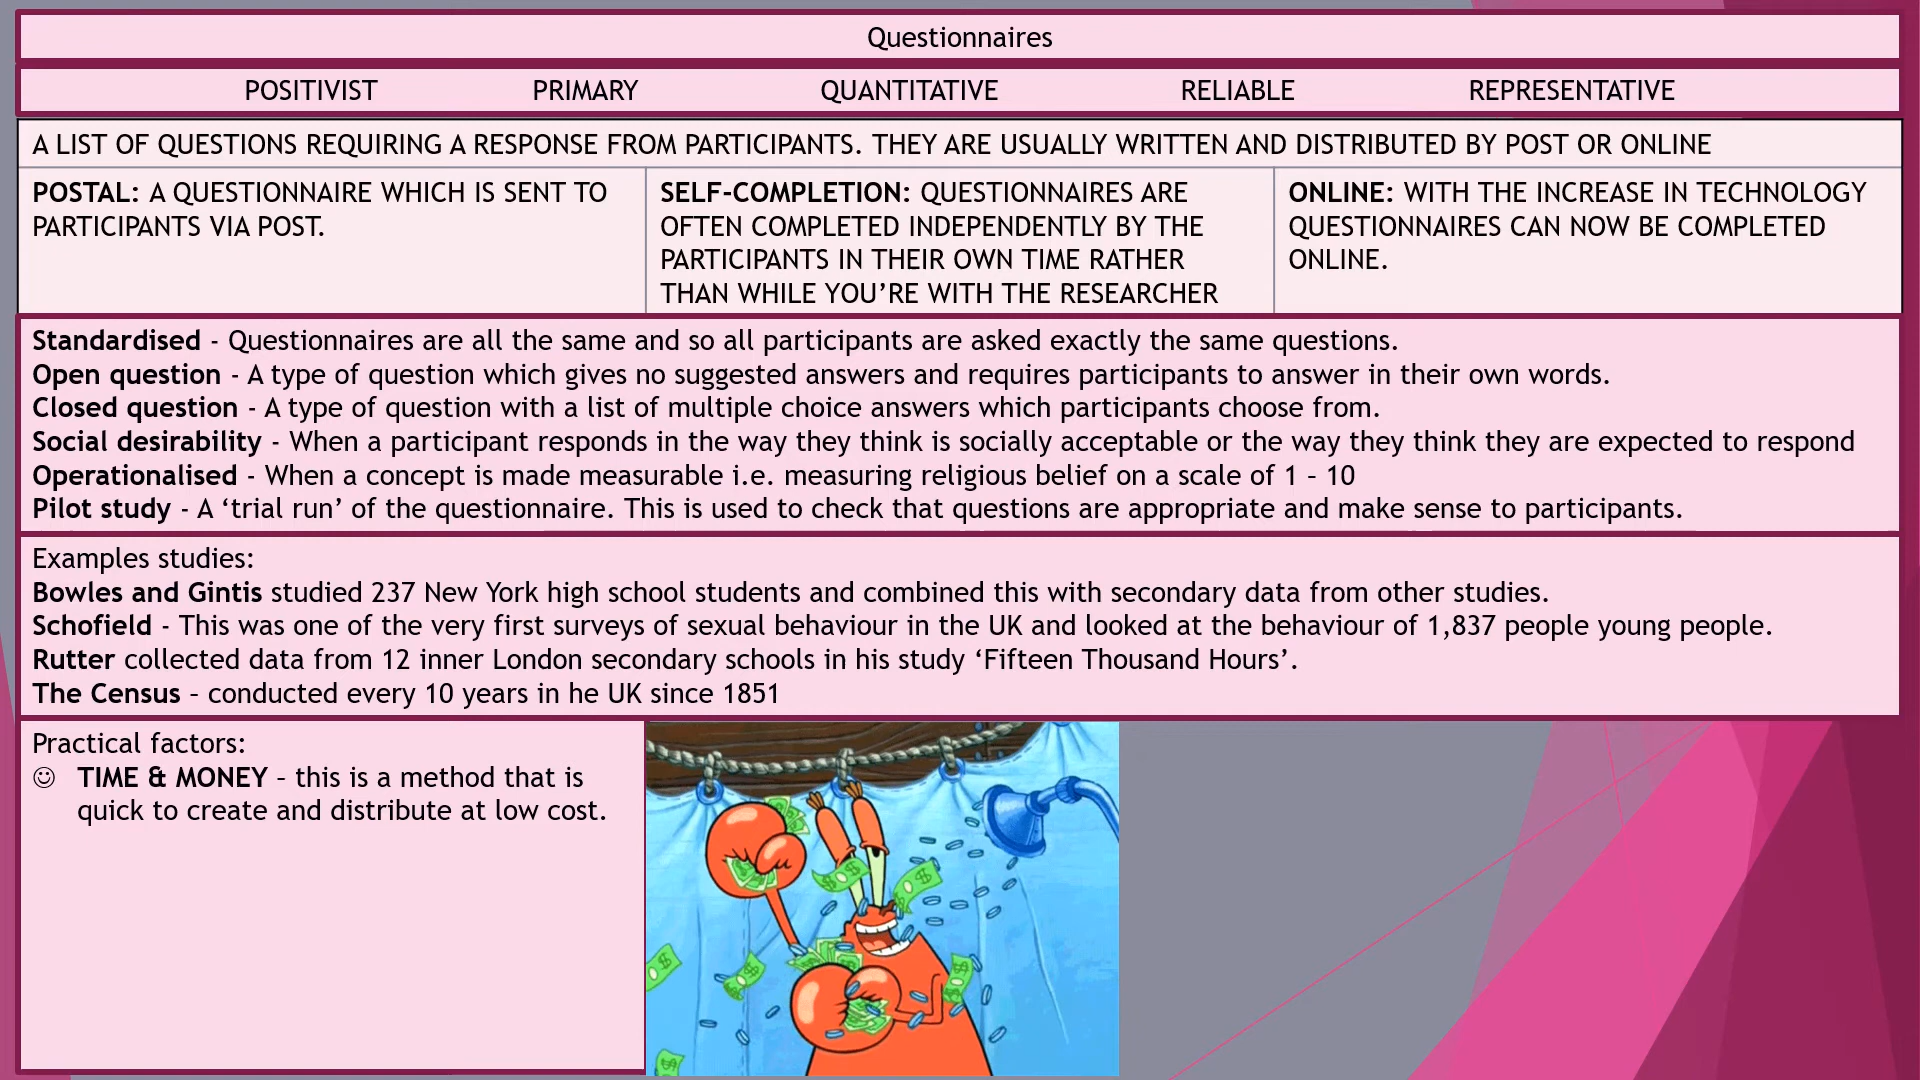 Questionnaires
POSITIVIST PRIMARY QUANTITATIVE RELIABLE REPRESENTATIVE
A LIST OF QUESTIONS REQUIRING A RESPONSE FROM PARTICIPANTS. THEY ARE USUALLY WRITTEN AND DISTRIBUTED BY POST OR ONLINE
POSTAL: A QUESTIONNAIRE WHICH IS SENT TO
PARTICIPANTS VIA POST.
SELF-COMPLETION: QUESTIONNAIRES ARE
OFTEN COMPLETED INDEPENDENTLY BY THE
PARTICIPANTS IN THEIR OWN TIME RATHER
THAN WHILE YOU’RE WITH THE RESEARCHER
ONLINE: WITH THE INCREASE IN TECHNOLOGY
QUESTIONNAIRES CAN NOW BE COMPLETED
ONLINE.
Standardised - Questionnaires are all the same and so all participants are asked exactly the same questions.
Open question - A type of question which gives no suggested answers and requires participants to answer in their own words.
Closed question - A type of question with a list of multiple choice answers which participants choose from.
Social desirability - When a participant responds in the way they think is socially acceptable or the way they think they are expected to respond
Operationalised - When a concept is made measurable i.e. measuring religious belief on a scale of 1 – 10
Pilot study - A ‘trial run’ of the questionnaire. This is used to check that questions are appropriate and make sense to participants.
Examples studies:
Bowles and Gintis studied 237 New York high school students and combined this with secondary data from other studies.
Schofield - This was one of the very first surveys of sexual behaviour in the UK and looked at the behaviour of 1,837 people young people.
Rutter collected data from 12 inner London secondary schools in his study ‘Fifteen Thousand Hours’.
The Census – conducted every 10 years in he UK since 1851
Practical factors:
☺ TIME & MONEY – this is a method that is
quick to create and distribute at low cost.